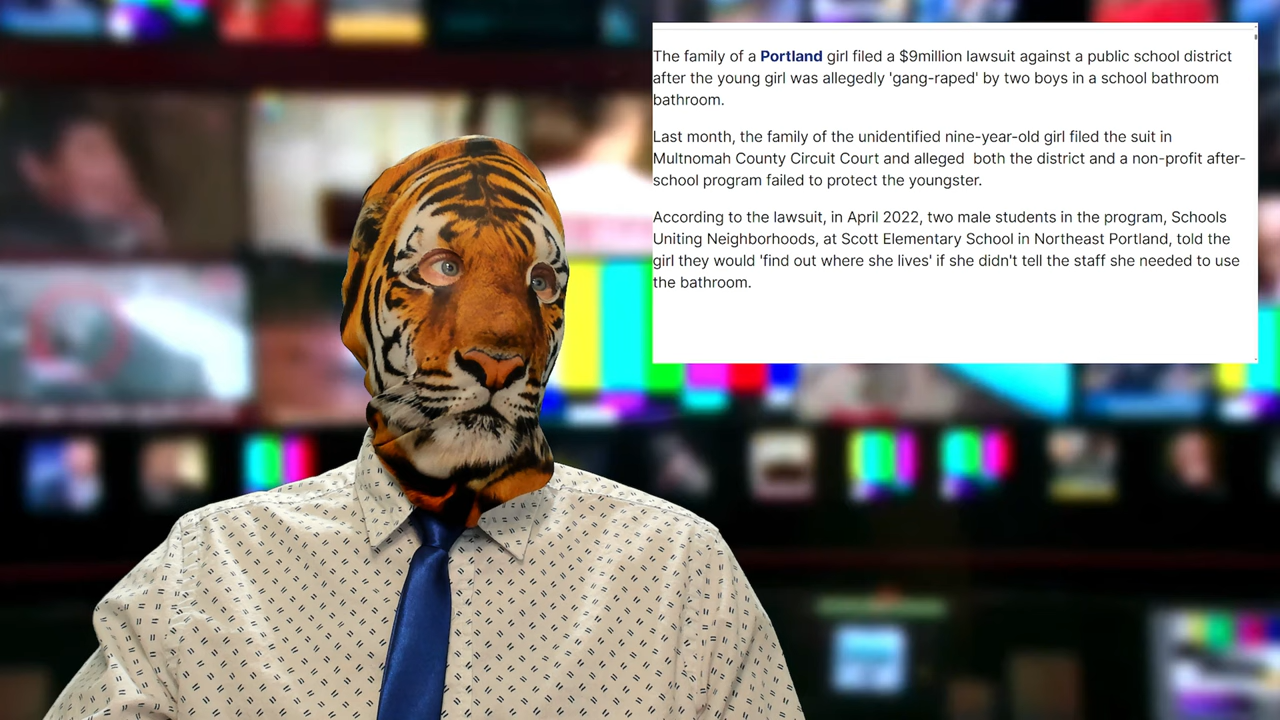 The family of a Portland girl filed a $9million lawsuit against a public school district
after the young girl was allegedly 'gang-raped' by two boys in a school bathroom
bathroom.
Last month, the family of the unidentified nine-year-old girl filed the suit in
Multnomah County Circuit Court and alleged  both the district and a non-profit after-
school program failed to protect the youngster.
According to the lawsuit, in April 2022, two male students in the program, Schools
Uniting Neighborhoods, at Scott Elementary School in Northeast Portland, told the
girl they would 'find out where she lives' if she didn't tell the staff she needed to use
the bathroom.